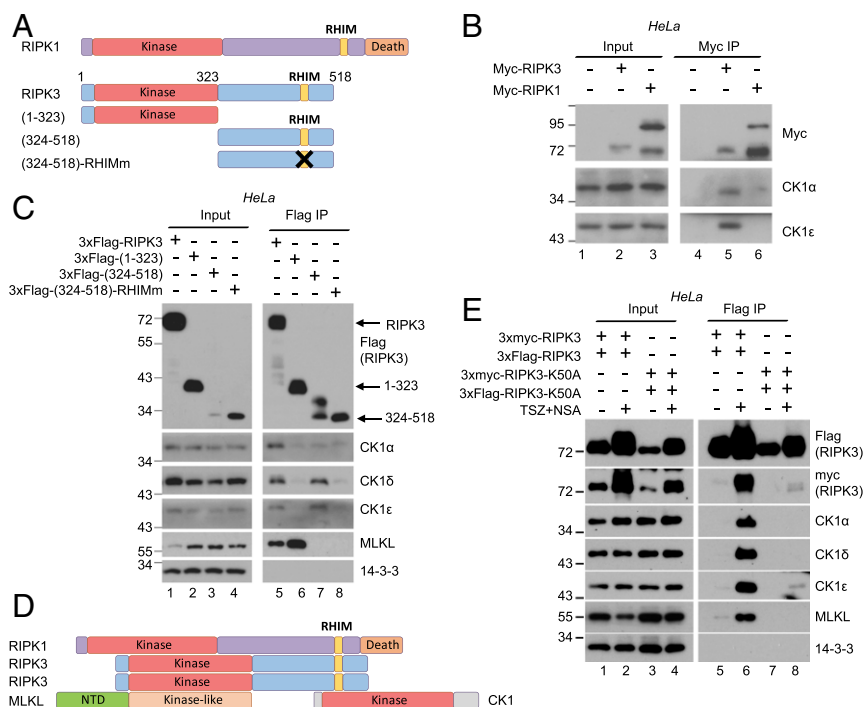 A
RHIM
RIPK1 Kinase Death
1 323 RHIM 518
RIPK3 Kinase
(1-323) Kinase
RHIM
(324-518)
(324-518)-RHIMm
B
HeLa
Input Myc IP
Myc-RIPK3 - + - - + -
Myc-RIPK1 - - + - - +
95
72
Myc
CK1α
34
CK1ε
43
1 2 3 4 5 6
C
HeLa
Input Flag IP
3xFlag-RIPK3 + - - - + - - -
3xFlag-(1-323) - + - - - + - -
3xFlag-(324-518) - - + - - - + -
3xFlag-(324-518)-RHIMm - - - + - - - +
72
55
43
34
RIPK3
Flag
(RIPK3)
1-323
324-518
CK1α
34
CK1δ
43
CK1ε
43
MLKL
55
34
14-3-3
1 2 3 4 5 6 7 8
D
RHIM
RIPK1 Kinase Death
RIPK3 Kinase
RIPK3 Kinase
MLKL NTD Kinase-like Kinase CK1
E
HeLa
Input Flag IP
3xmyc-RIPK3 + + - - + + - -
3xFlag-RIPK3 + + - - + + - -
3xmyc-RIPK3-K50A - - + + - - + +
3xFlag-RIPK3-K50A - - + + - - + +
TSZ+NSA - + - + - + - +
72
Flag
(RIPK3)
72
myc
(RIPK3)
CK1α
34
CK1δ
43
CK1ε
43
MLKL
55
34
14-3-3
1 2 3 4 5 6 7 8